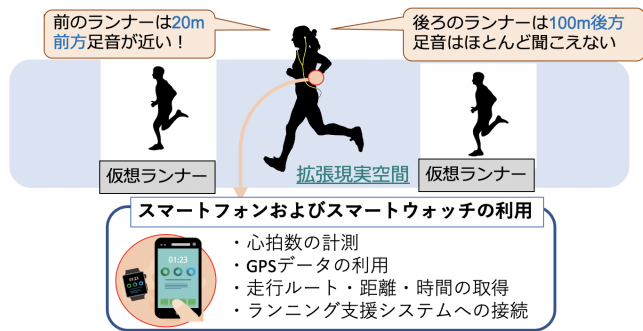 前のランナーは20m
前方足音が近い！
後ろのランナーは100m後方
足音はほとんど聞こえない
仮想ランナー
拡張現実空間
仮想ランナー
スマートフォンおよびスマートウォッチの利用
・心拍数の計測
・GPSデータの利用
・走行ルート・距離・時間の取得
・ランニング支援システムへの接続
01:23